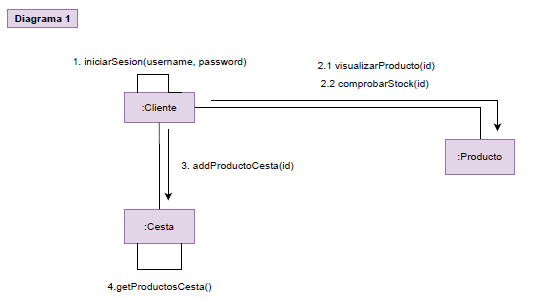 Diagrama 1
1. iniciarSesion(username, password)
2.1 visualizarProducto(id)
2.2 comprobarStock(id)
:Cliente
:Producto
3. addProductoCesta(id)
:Cesta
4.getProductosCesta()